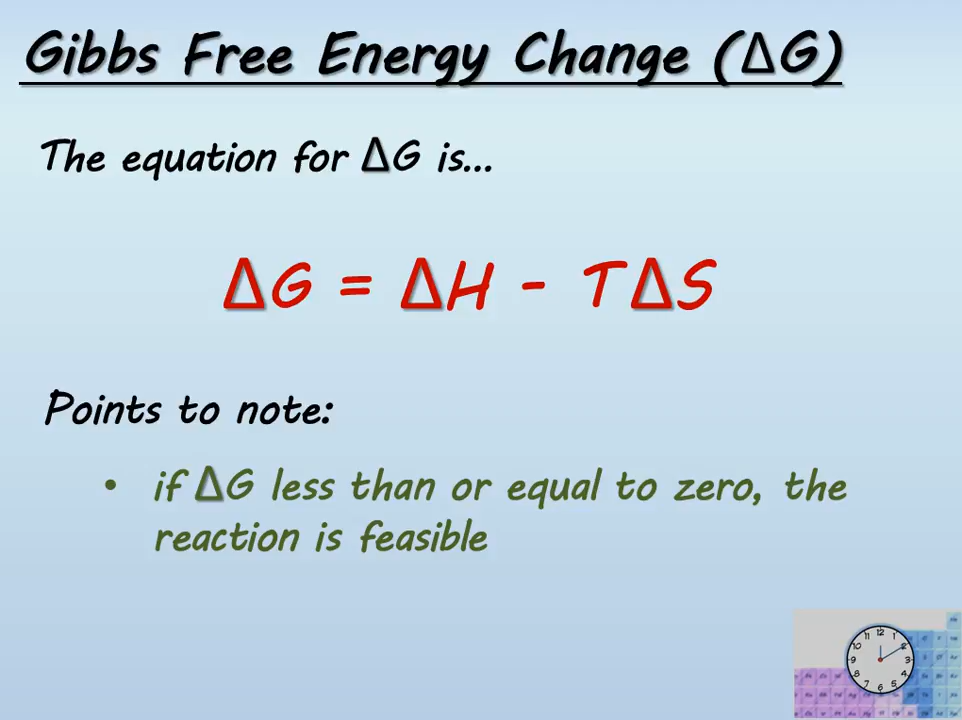 Gibbs Free Energy Change (ΔG)
The equation for ΔG is...
ΔG = ΔH - TΔS
Points to note:
• if ΔG less than or equal to zero, the
reaction is feasible